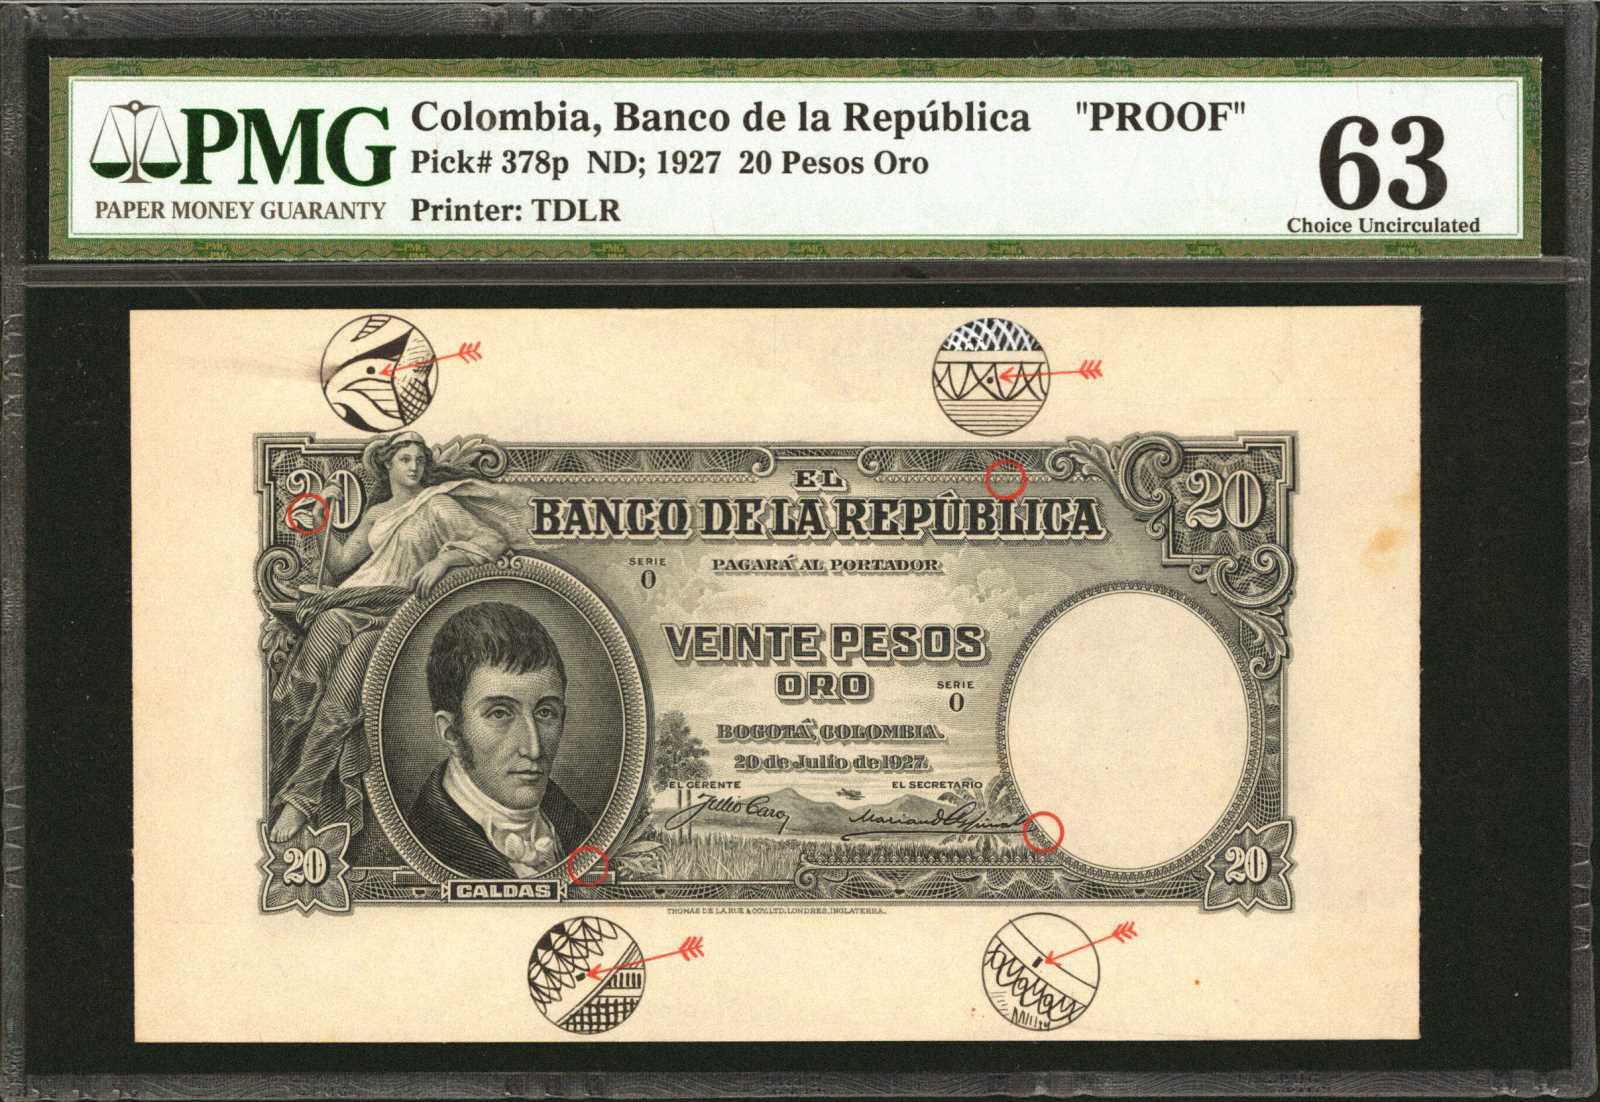 PMG
PAPER MONEY GUARANTY
Colombia, Banco de la República "PROOF"
Pick# 378p ND; 1927 20 Pesos Oro
Printer: TDLR
63
Choice Uncirculated
20
20
EL
BANCO DE LA REPÚBLICA
SERIE
O
PAGARÁ AL PORTADOR
VEINTE PESOS
ORO
SERIE
O
BOGOTÁ, COLOMBIA.
20 de Julio de 1927.
EL GERENTE
EL SECRETARIO
Julio Caro
20
CALDAS
20
THOMAS DE LA RUE & COY. LTD. LONDRES, INGLATERRA.